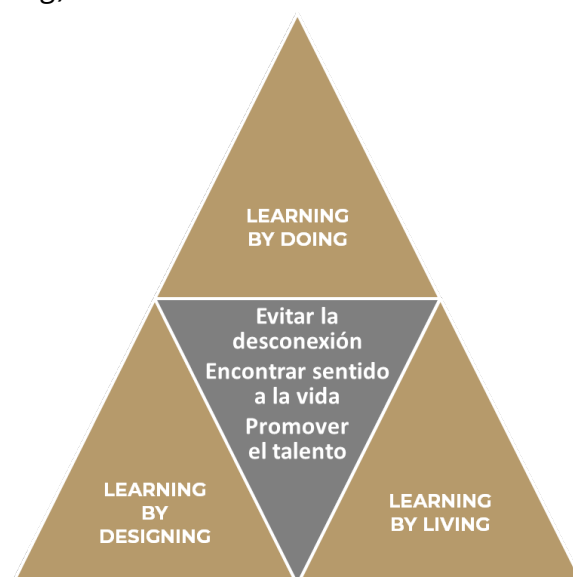 g,
LEARNING
BY DOING
Evitar la
desconexión
Encontrar sentido
a la vida
Promover
el talento
LEARNING
BY
DESIGNING
LEARNING
BY LIVING